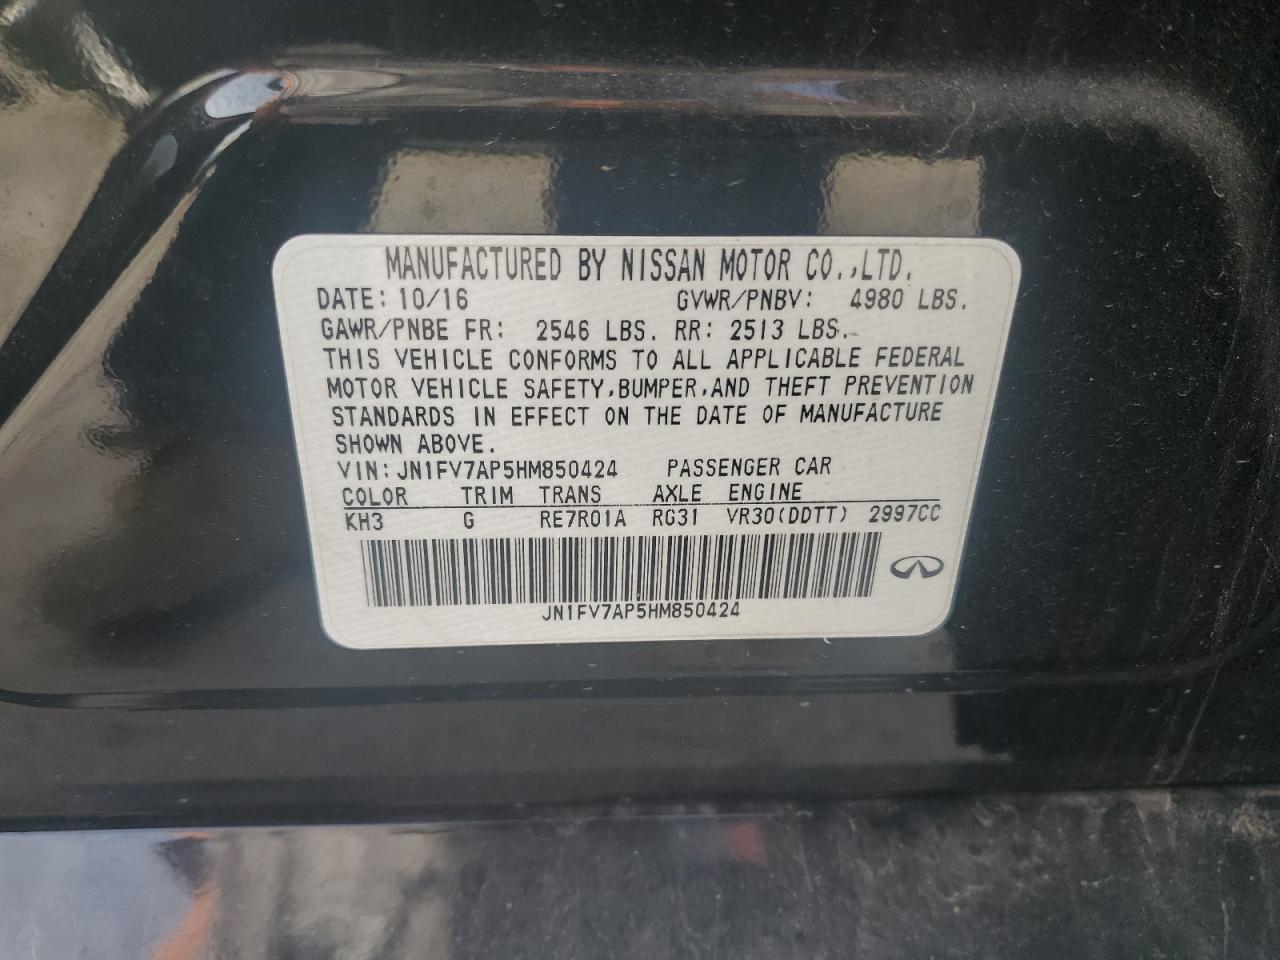 MANUFACTURED BY NISSAN MOTOR CO.,LTD.
DATE: 10/16 GVWR/PNBV: 4980 LBS.
GAWR/PNBE FR: 2546 LBS. RR: 2513 LBS.
THIS VEHICLE CONFORMS TO ALL APPLICABLE FEDERAL
MOTOR VEHICLE SAFETY,BUMPER,AND THEFT PREVENTION
STANDARDS IN EFFECT ON THE DATE OF MANUFACTURE
SHOWN ABOVE.
VIN: JN1FV7AP5HM850424 PASSENGER CAR
COLOR TRIM TRANS AXLE ENGINE
KH3 G RE7R01A RG31 VR30(DDTT) 2997CC
JN1FV7AP5HM850424